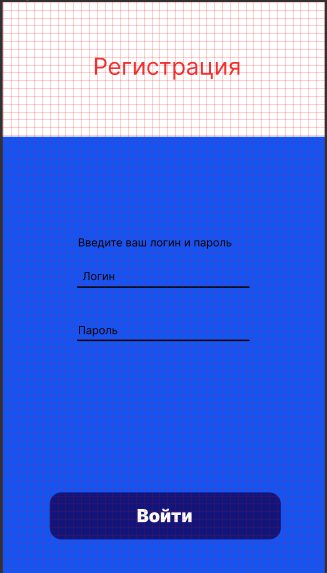 Регистрация
Введите ваш логин и пароль
Логин
Пароль
Войти